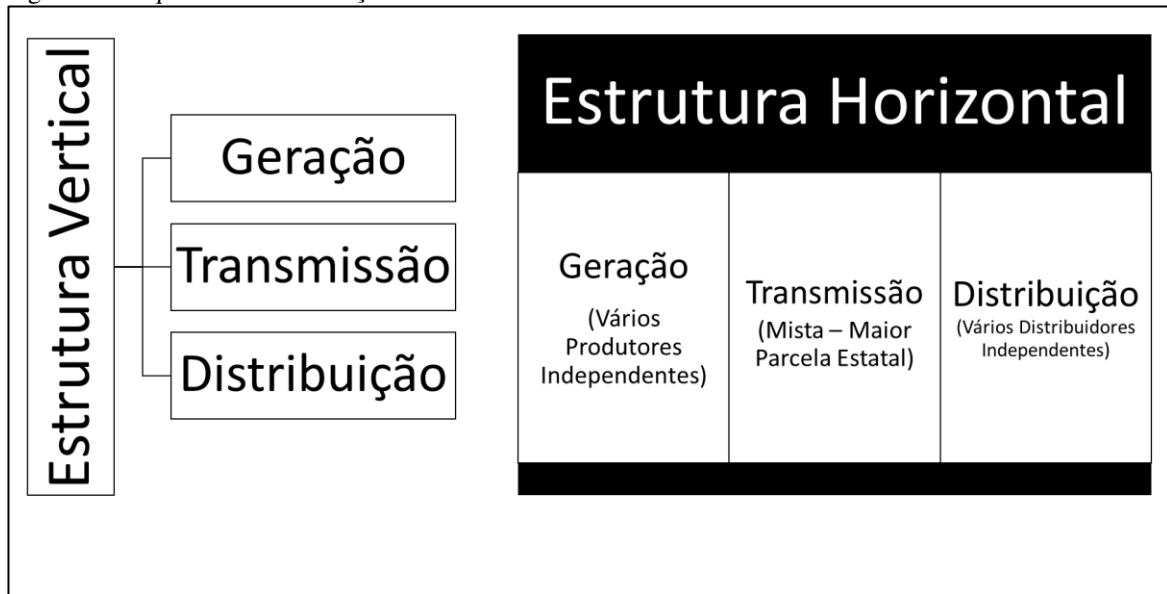 Estrutura Vertical
Geração
Transmissão
Distribuição
Estrutura Horizontal
Geração
(Vários
Produtores
Independentes)
Transmissão
(Mista – Maior
Parcela Estatal)
Distribuição
(Vários Distribuidores
Independentes)